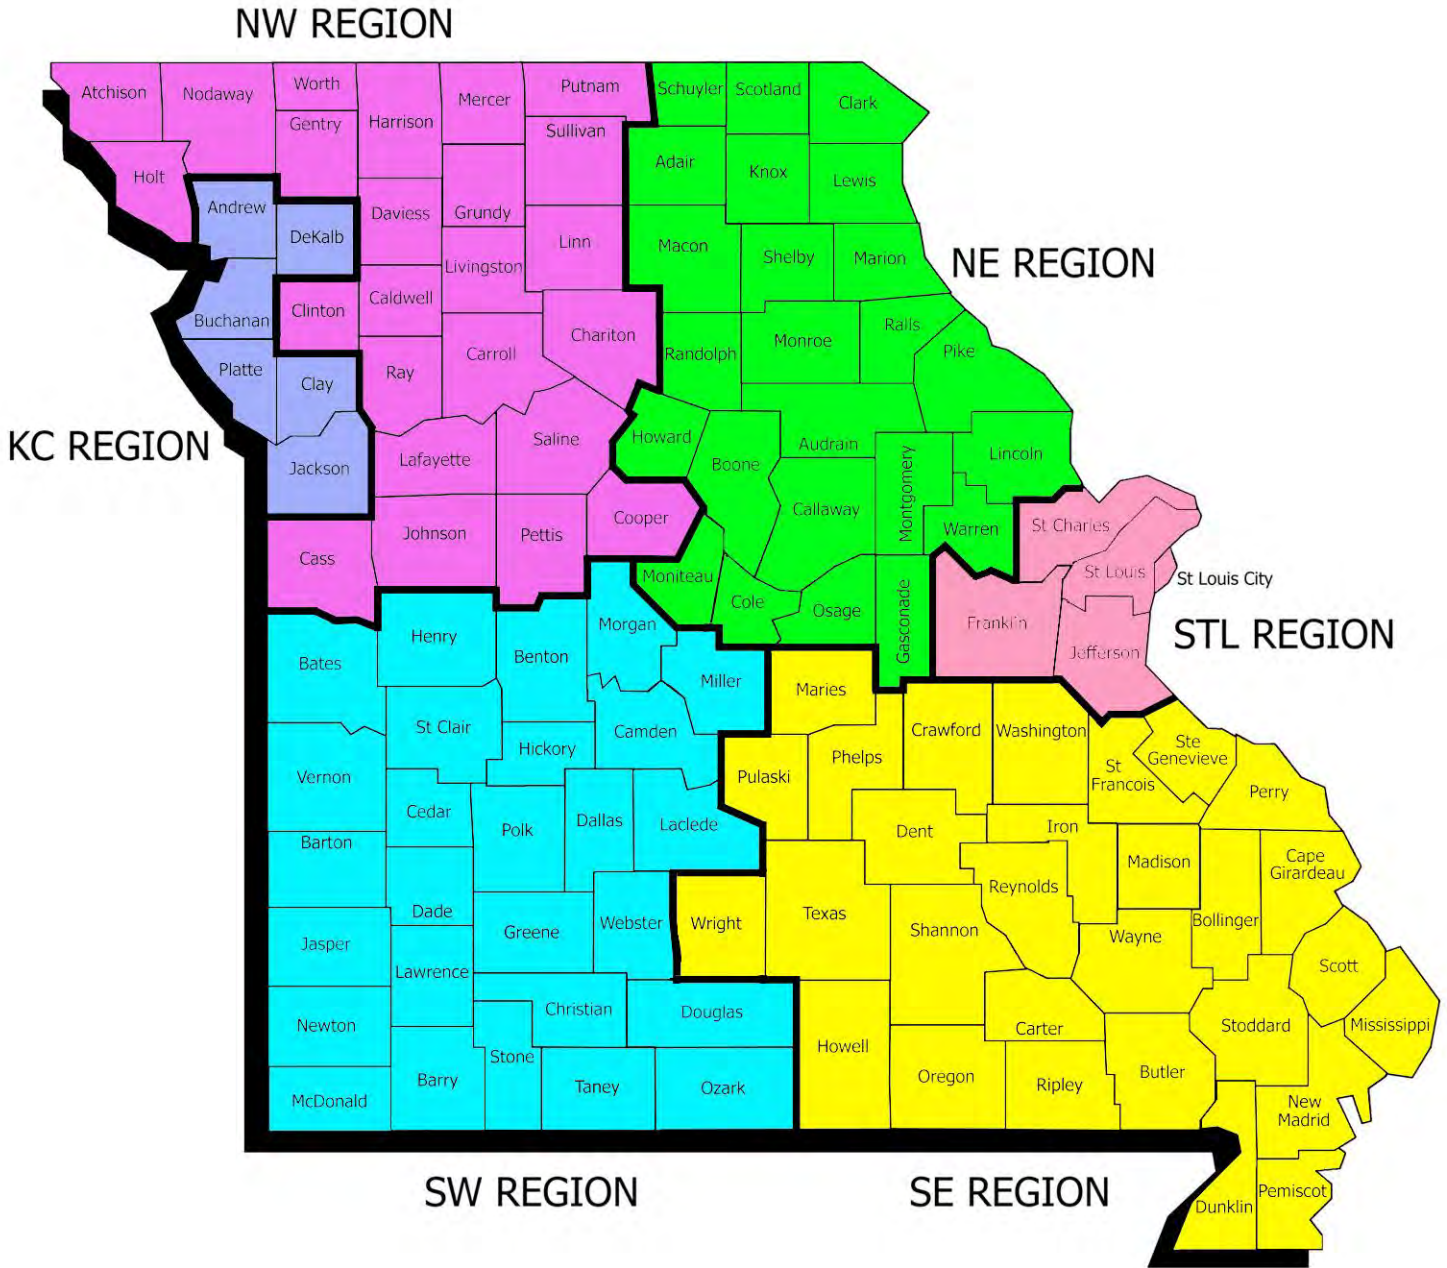 NW REGION
Atchison
Nodaway
Worth
Gentry
Harrison
Mercer
Putnam
Sullivan
Schuyler
Scotland
Clark
Holt
Adair
Knox
Lewis
Andrew
DeKalb
Daviess
Grundy
Linn
Macon
Shelby
Marion
NE REGION
Livingston
Buchanan
Clinton
Caldwell
Chariton
Carroll
Randolph
Monroe
Ralls
Pike
Platte
Clay
Ray
KC REGION
Jackson
Lafayette
Saline
Howard
Boone
Audrain
Montgomery
Lincoln
Callaway
Warren
St Charles
Cass
Johnson
Pettis
Cooper
Moniteau
Cole
Osage
Gasconade
Franklin
St Louis
St Louis City
Jefferson
STL REGION
Bates
Henry
Benton
Morgan
Miller
Maries
St Clair
Hickory
Camden
Pulaski
Phelps
Crawford
Washington
St
Francois
Ste
Genevieve
Perry
Vernon
Cedar
Polk
Dallas
Laclede
Dent
Iron
Madison
Cape
Girardeau
Barton
Dade
Greene
Webster
Wright
Texas
Shannon
Reynolds
Wayne
Bollinger
Scott
Jasper
Lawrence
Christian
Douglas
Newton
Stone
Howell
Carter
Stoddard
Mississippi
McDonald
Barry
Taney
Ozark
Oregon
Ripley
Butler
New
Madrid
SW REGION
SE REGION
Dunklin
Pemiscot